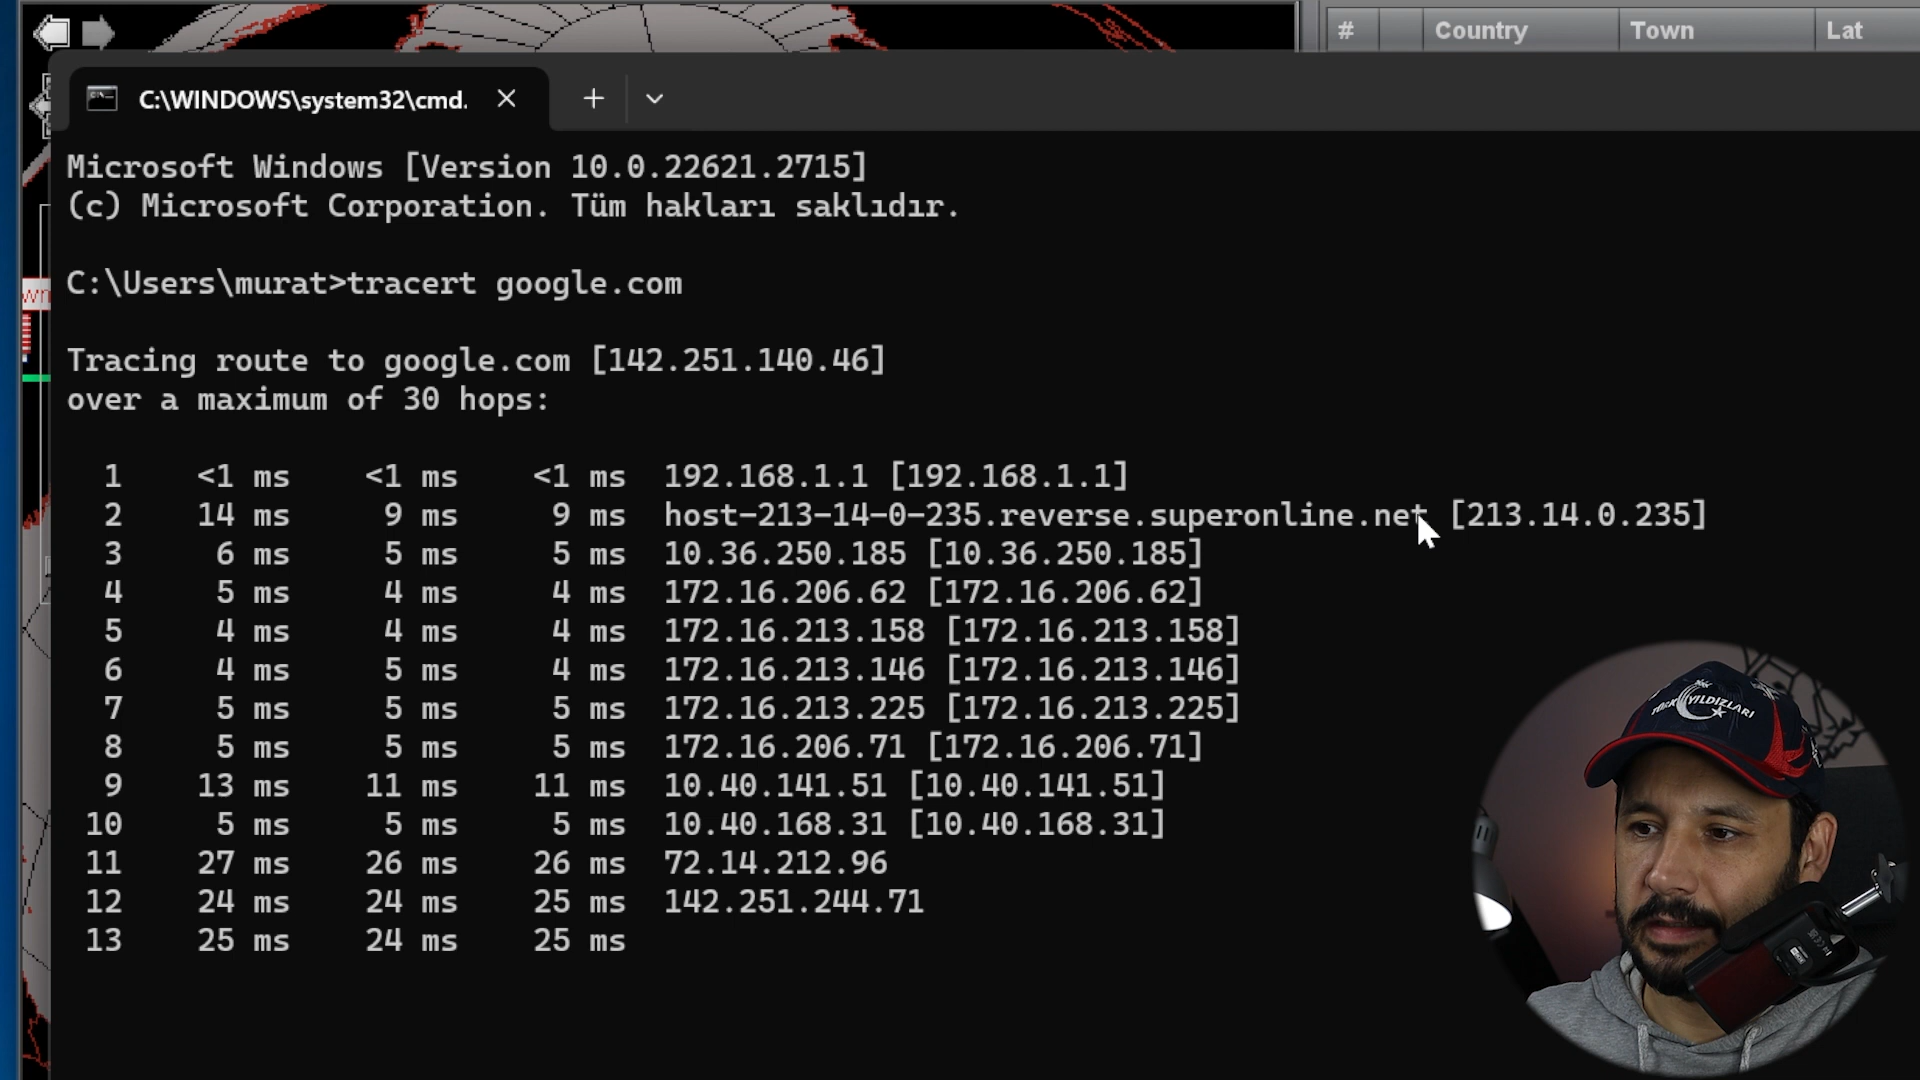 # Country Town Lat
C:\WINDOWS\system32\cmd.
Microsoft Windows [Version 10.0.22621.2715]
(c) Microsoft Corporation. Tüm hakları saklıdır.
C:\Users\murat>tracert google.com
Tracing route to google.com [142.251.140.46]
over a maximum of 30 hops:
1 <1 ms <1 ms <1 ms 192.168.1.1 [192.168.1.1]
2 14 ms 9 ms 9 ms host-213-14-0-235.reverse.superonline.net [213.14.0.235]
3 6 ms 5 ms 5 ms 10.36.250.185 [10.36.250.185]
4 5 ms 4 ms 4 ms 172.16.206.62 [172.16.206.62]
5 4 ms 4 ms 4 ms 172.16.213.158 [172.16.213.158]
6 4 ms 5 ms 4 ms 172.16.213.146 [172.16.213.146]
7 5 ms 5 ms 5 ms 172.16.213.225 [172.16.213.225]
8 5 ms 5 ms 5 ms 172.16.206.71 [172.16.206.71]
9 13 ms 11 ms 11 ms 10.40.141.51 [10.40.141.51]
10 5 ms 5 ms 5 ms 10.40.168.31 [10.40.168.31]
11 27 ms 26 ms 26 ms 72.14.212.96
12 24 ms 24 ms 25 ms 142.251.244.71
13 25 ms 24 ms 25 ms
TÜRK YILDIZLARI